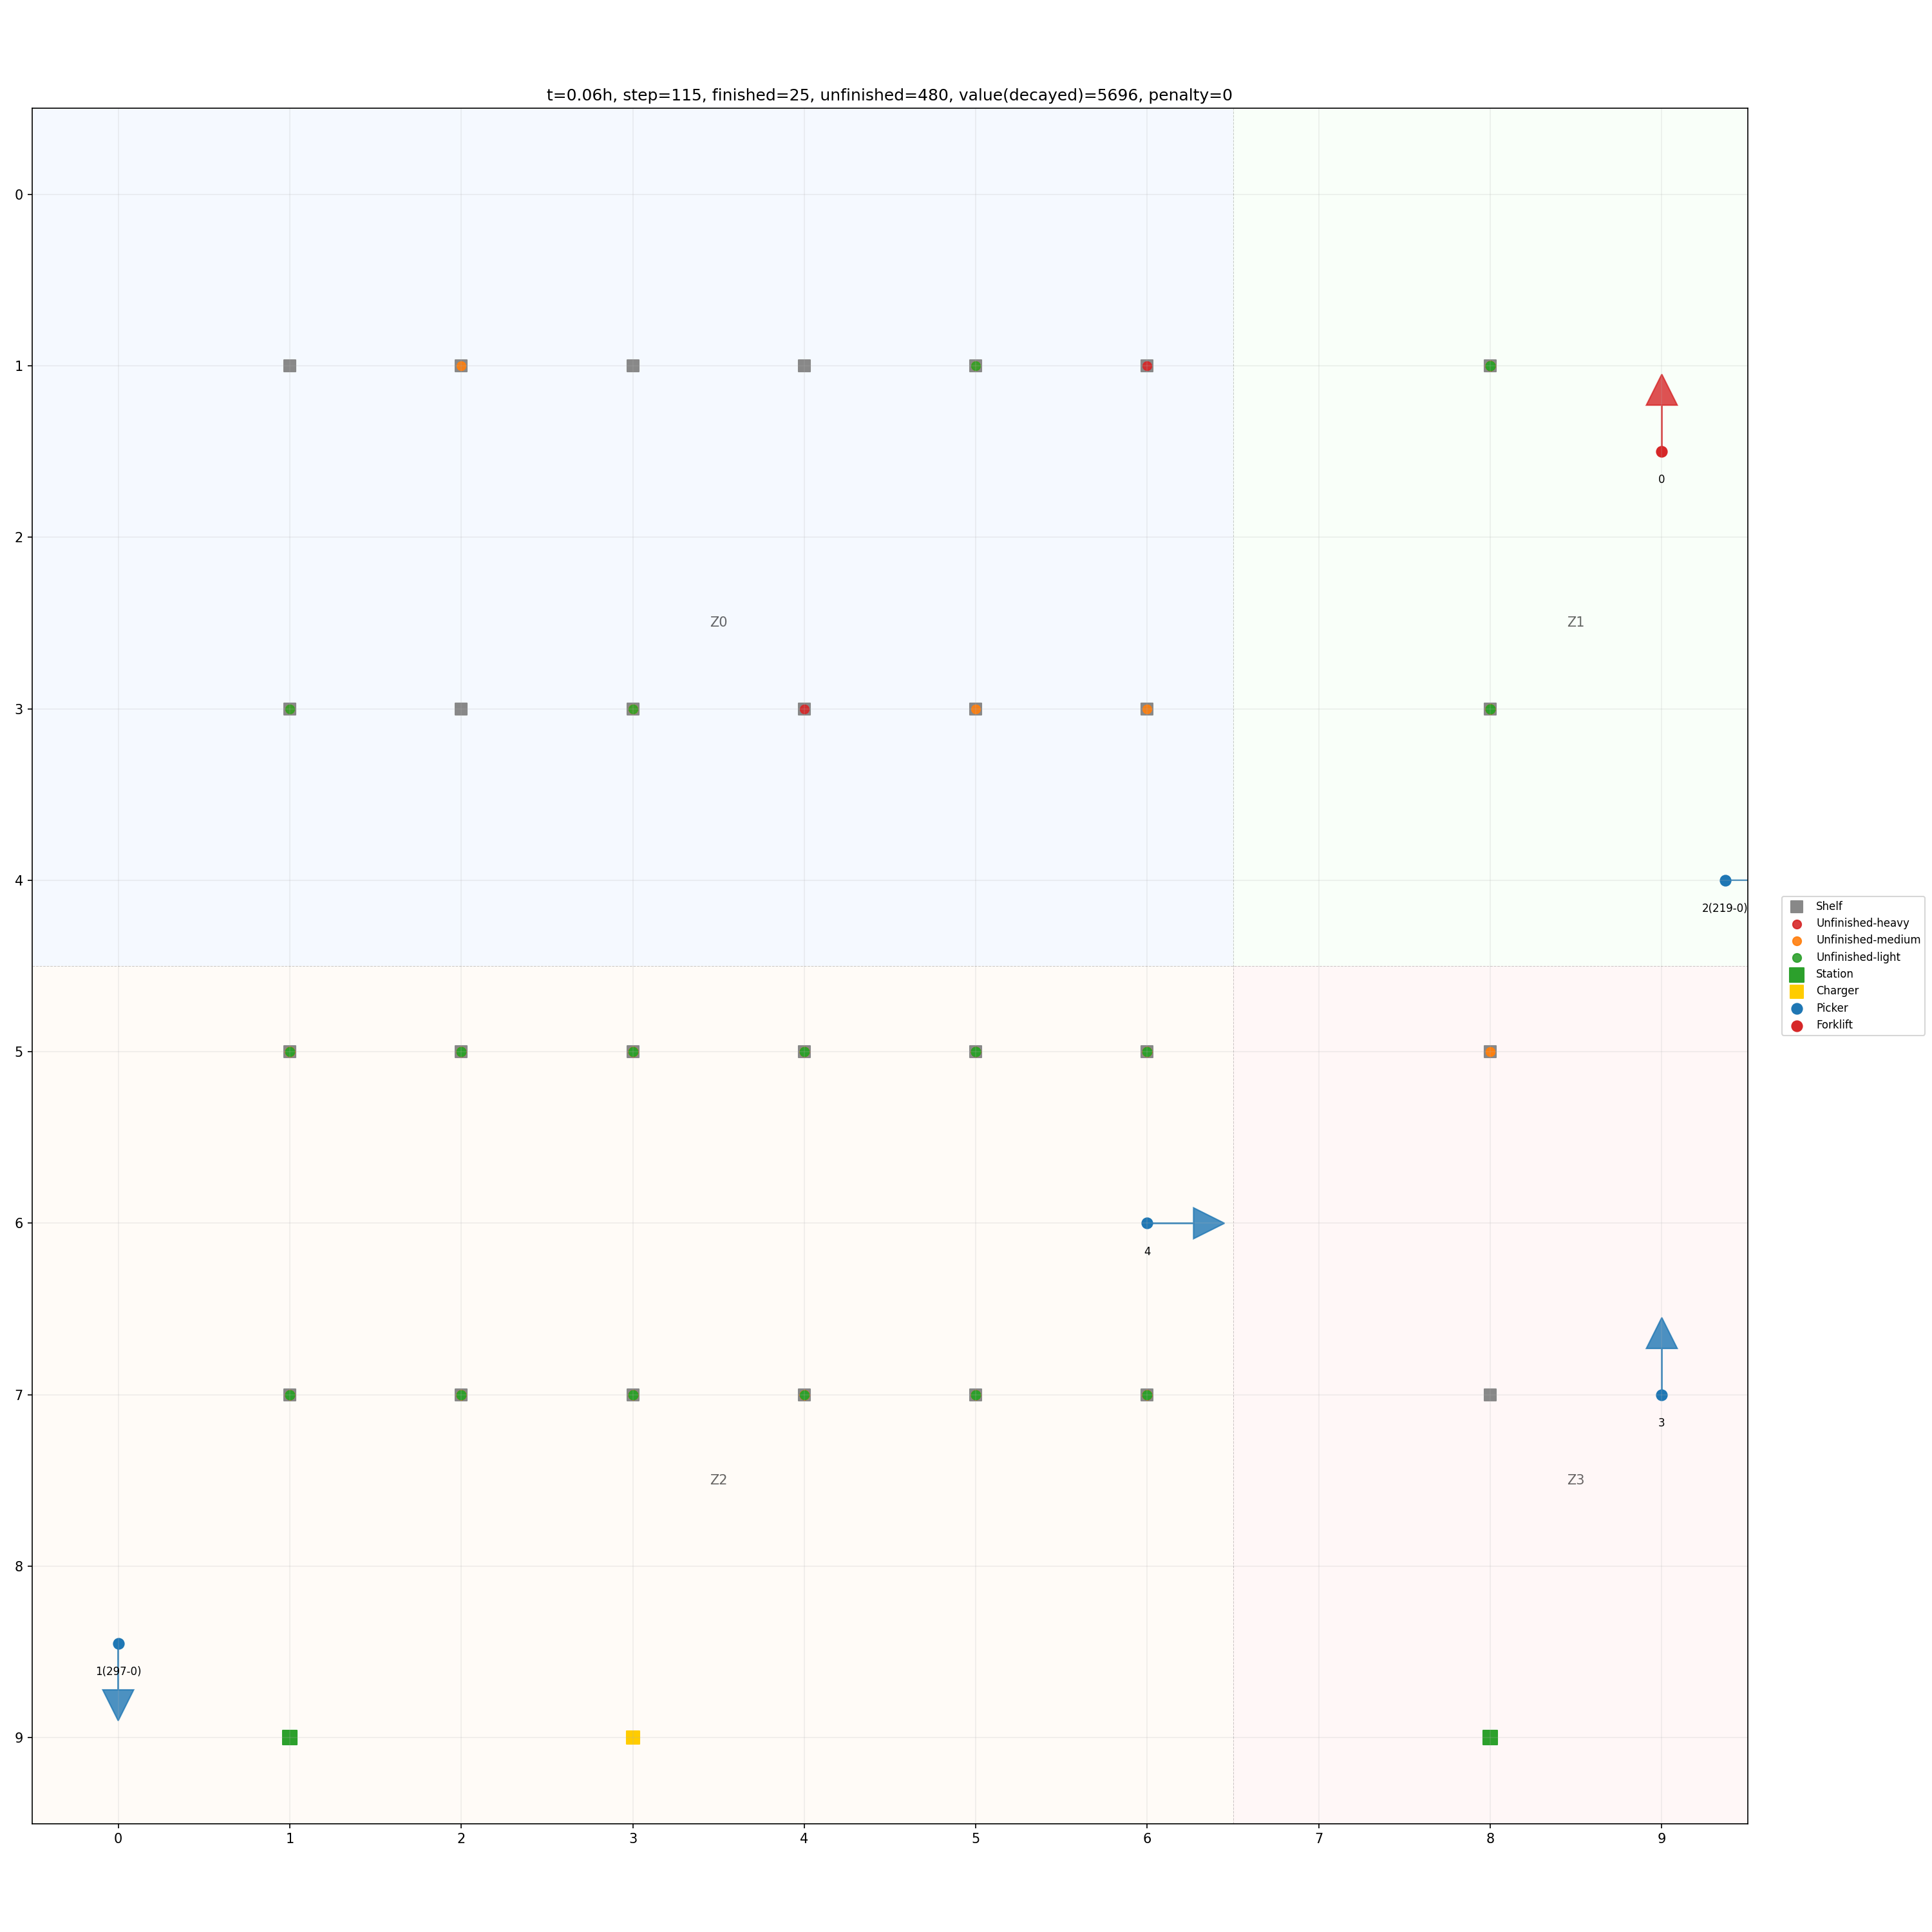 t=0.06h, step=115, finished=25, unfinished=480, value(decayed)=5696, penalty=0
0
1
0
2
Z0
Z1
3
4
2(219-0)
Shelf
Unfinished-heavy
Unfinished-medium
Unfinished-light
Station
Charger
Picker
Forklift
5
6
4
7
3
Z2
Z3
8
1(297-0)
9
0 1 2 3 4 5 6 7 8 9